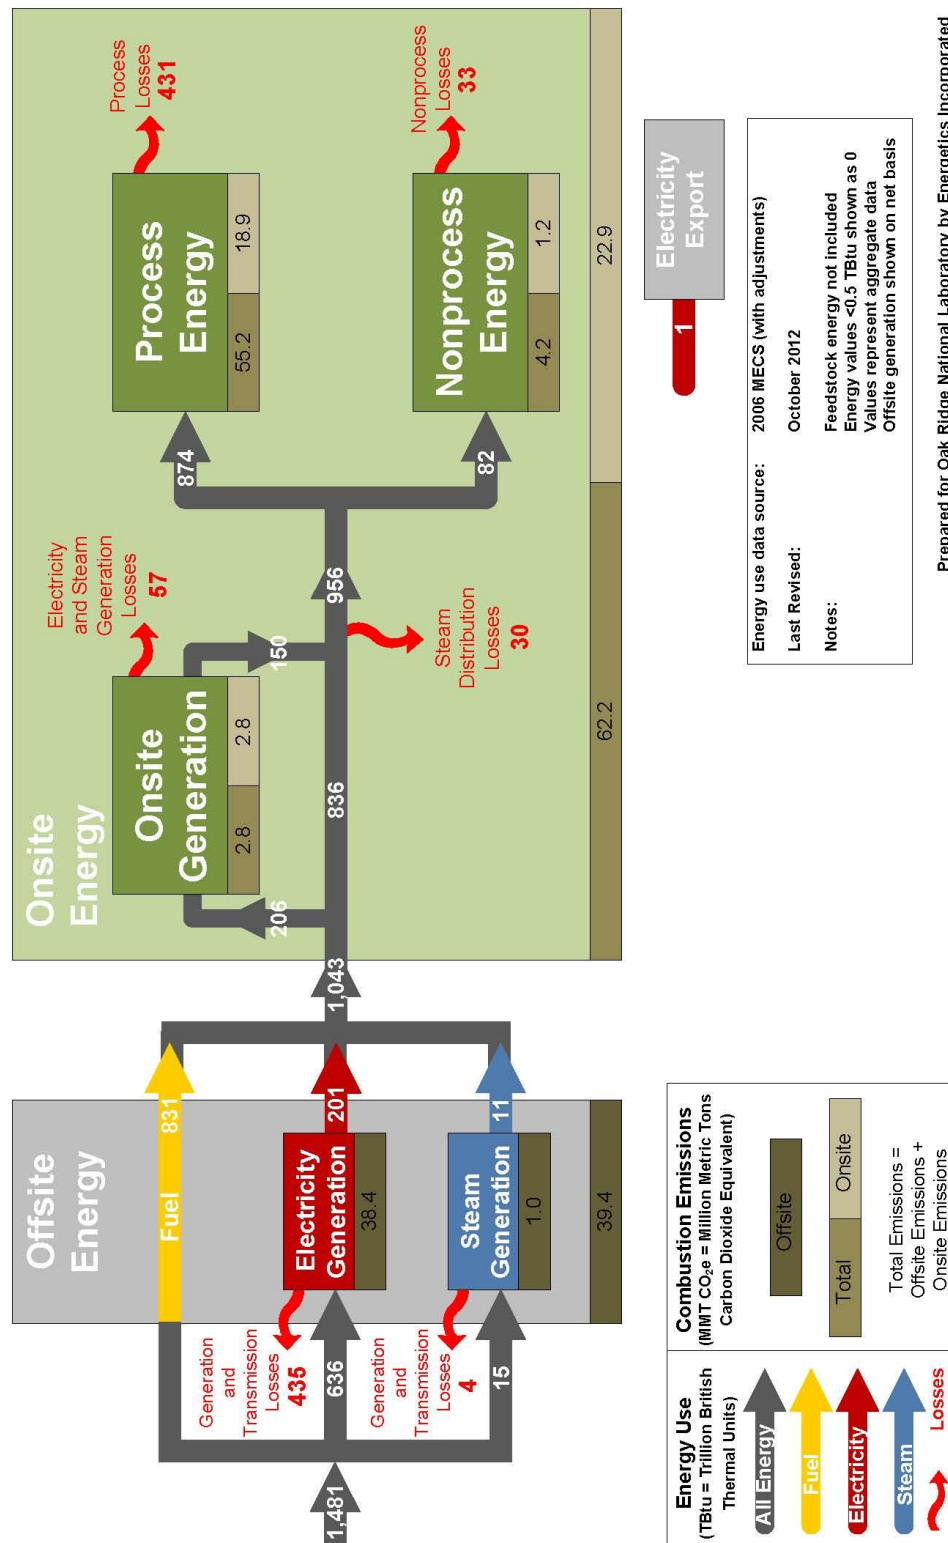 Offsite
Energy
Onsite
Energy
1,481
Fuel
831
Generation
and
Transmission
Losses
435
636
Electricity
Generation
38.4
201
Generation
and
Transmission
Losses
4
15
Steam
Generation
1.0
11
39.4
1,043
206
Onsite
Generation
2.8
2.8
Electricity
and Steam
Generation
Losses
57
150
836
Steam
Distribution
Losses
30
956
874
Process
Energy
55.2
18.9
Process
Losses
431
82
Nonprocess
Energy
4.2
1.2
Nonprocess
Losses
33
62.2
22.9
Energy Use
(TBtu = Trillion British
Thermal Units)
All Energy
Fuel
Electricity
Steam
Losses
Combustion Emissions
(MMT CO₂e = Million Metric Tons
Carbon Dioxide Equivalent)
Offsite
Total
Onsite
Total Emissions =
Offsite Emissions +
Onsite Emissions
1
Electricity
Export
Energy use data source: 2006 MECS (with adjustments)
Last Revised: October 2012
Notes: Feedstock energy not included
Energy values <0.5 TBtu shown as 0
Values represent aggregate data
Offsite generation shown on net basis
Prepared for Oak Ridge National Laboratory by Energetics Incorporated